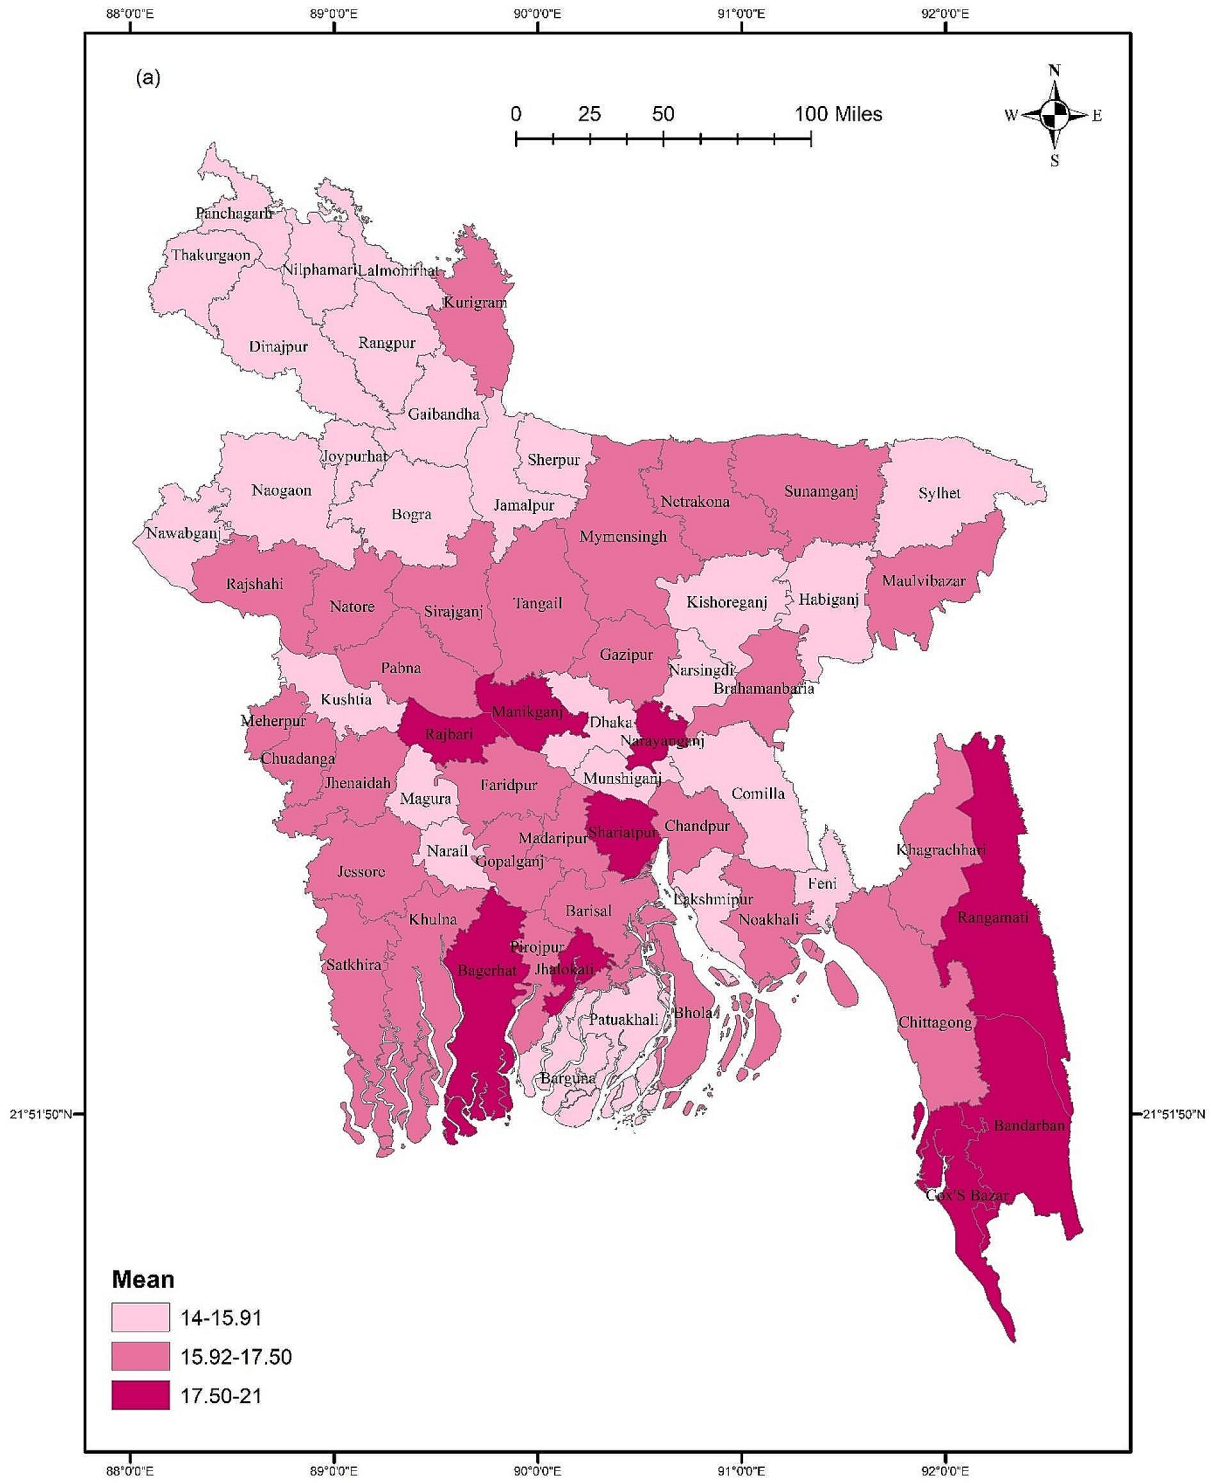 88°0'0"E 89°0'0"E 90°0'0"E 91°0'0"E 92°0'0"E
(a)
0 25 50 100 Miles
N
W E
S
Panchagarh
Thakurgaon
Nilphamari Lalmonirhat
Kurigram
Dinajpur Rangpur
Gaibandha
Joypurhat Sherpur
Naogaon Sunamganj Sylhet
Netrakona
Bogra Jamalpur
Nawabganj Mymensingh
Rajshahi Maulvibazar
Natore Sirajganj Tangail Kishoreganj Habiganj
Gazipur
Pabna Narsingdi
Kushtia Brahamanbaria
Meherpur Manikganj Dhaka
Rajbari Narayanganj
Chuadanga
Jhenaidah Faridpur Munshiganj
Magura Comilla
Madaripur Shariatpur Chandpur
Narail Gopalganj Khagrachhari
Jessore
Feni
Khulna Barisal Lakshmipur
Noakhali Rangamati
Pirojpur
Satkhira Bagerhat Jhalokati
Patuakhali Bhola Chittagong
Barguna
21°51'50"N 21°51'50"N
Bandarban
Cox'S Bazar
Mean
14-15.91
15.92-17.50
17.50-21
88°0'0"E 89°0'0"E 90°0'0"E 91°0'0"E 92°0'0"E